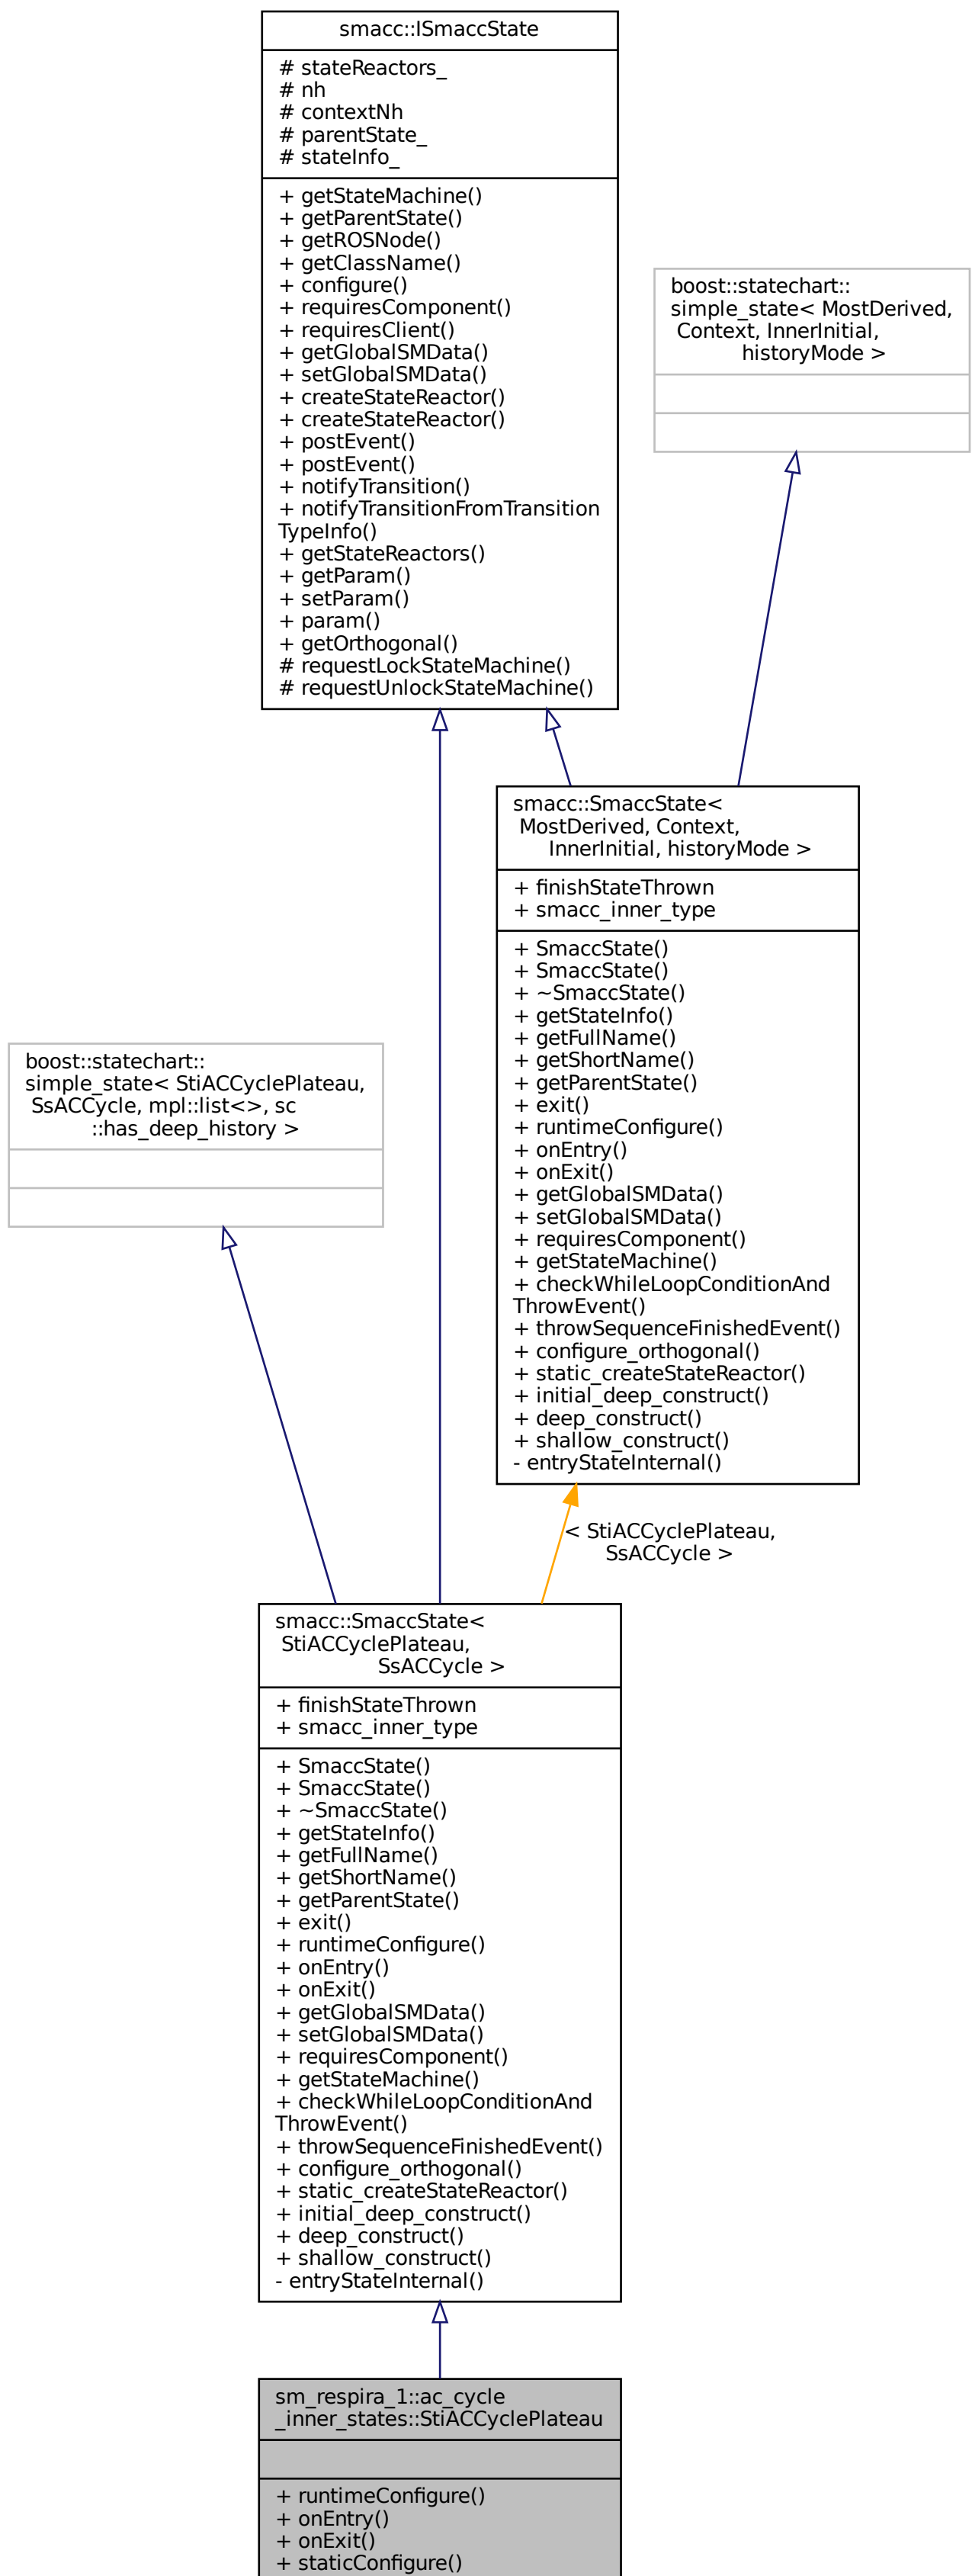 smacc::ISmaccState
# stateReactors_
# nh
# contextNh
# parentState_
# stateInfo_
+ getStateMachine()
+ getParentState()
+ getROSNode()
+ getClassName()
+ configure()
+ requiresComponent()
+ requiresClient()
+ getGlobalSMData()
+ setGlobalSMData()
+ createStateReactor()
+ createStateReactor()
+ postEvent()
+ postEvent()
+ notifyTransition()
+ notifyTransitionFromTransition
TypeInfo()
+ getStateReactors()
+ getParam()
+ setParam()
+ param()
+ getOrthogonal()
# requestLockStateMachine()
# requestUnlockStateMachine()
boost::statechart::
simple_state< MostDerived,
Context, InnerInitial,
historyMode >
smacc::SmaccState<
MostDerived, Context,
InnerInitial, historyMode >
+ finishStateThrown
+ smacc_inner_type
+ SmaccState()
+ SmaccState()
+ ~SmaccState()
+ getStateInfo()
+ getFullName()
+ getShortName()
+ getParentState()
+ exit()
+ runtimeConfigure()
+ onEntry()
+ onExit()
+ getGlobalSMData()
+ setGlobalSMData()
+ requiresComponent()
+ getStateMachine()
+ checkWhileLoopConditionAnd
ThrowEvent()
+ throwSequenceFinishedEvent()
+ configure_orthogonal()
+ static_createStateReactor()
+ initial_deep_construct()
+ deep_construct()
+ shallow_construct()
- entryStateInternal()
boost::statechart::
simple_state< StiACCyclePlateau,
SsACCycle, mpl::list<>, sc
::has_deep_history >
< StiACCyclePlateau,
SsACCycle >
smacc::SmaccState<
StiACCyclePlateau,
SsACCycle >
+ finishStateThrown
+ smacc_inner_type
+ SmaccState()
+ SmaccState()
+ ~SmaccState()
+ getStateInfo()
+ getFullName()
+ getShortName()
+ getParentState()
+ exit()
+ runtimeConfigure()
+ onEntry()
+ onExit()
+ getGlobalSMData()
+ setGlobalSMData()
+ requiresComponent()
+ getStateMachine()
+ checkWhileLoopConditionAnd
ThrowEvent()
+ throwSequenceFinishedEvent()
+ configure_orthogonal()
+ static_createStateReactor()
+ initial_deep_construct()
+ deep_construct()
+ shallow_construct()
- entryStateInternal()
sm_respira_1::ac_cycle
_inner_states::StiACCyclePlateau
+ runtimeConfigure()
+ onEntry()
+ onExit()
+ staticConfigure()